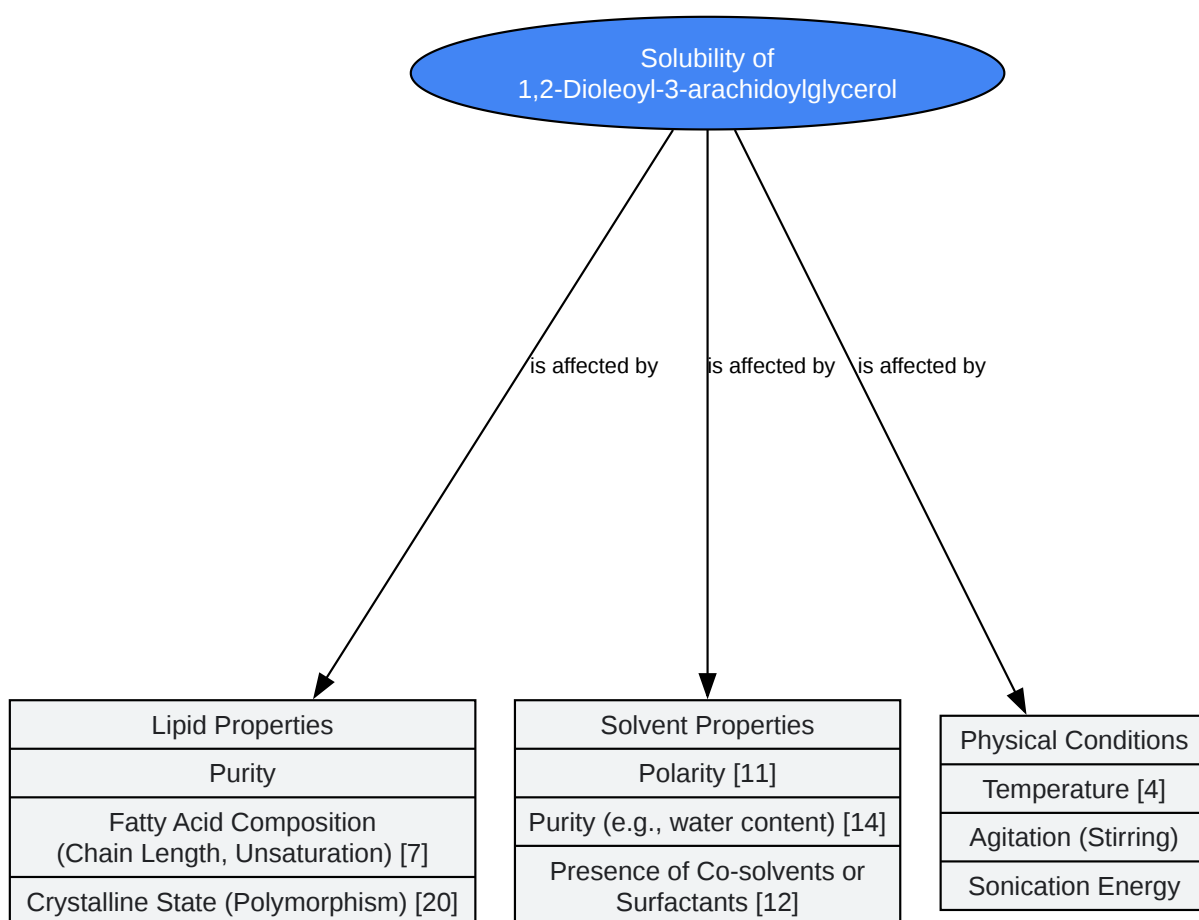 Solubility of
1,2-Dioleoyl-3-arachidoylglycerol
is affected by
is affected by
is affected by
Lipid Properties
Purity
Fatty Acid Composition
(Chain Length, Unsaturation) [7]
Crystalline State (Polymorphism) [20]
Solvent Properties
Polarity [11]
Purity (e.g., water content) [14]
Presence of Co-solvents or
Surfactants [12]
Physical Conditions
Temperature [4]
Agitation (Stirring)
Sonication Energy